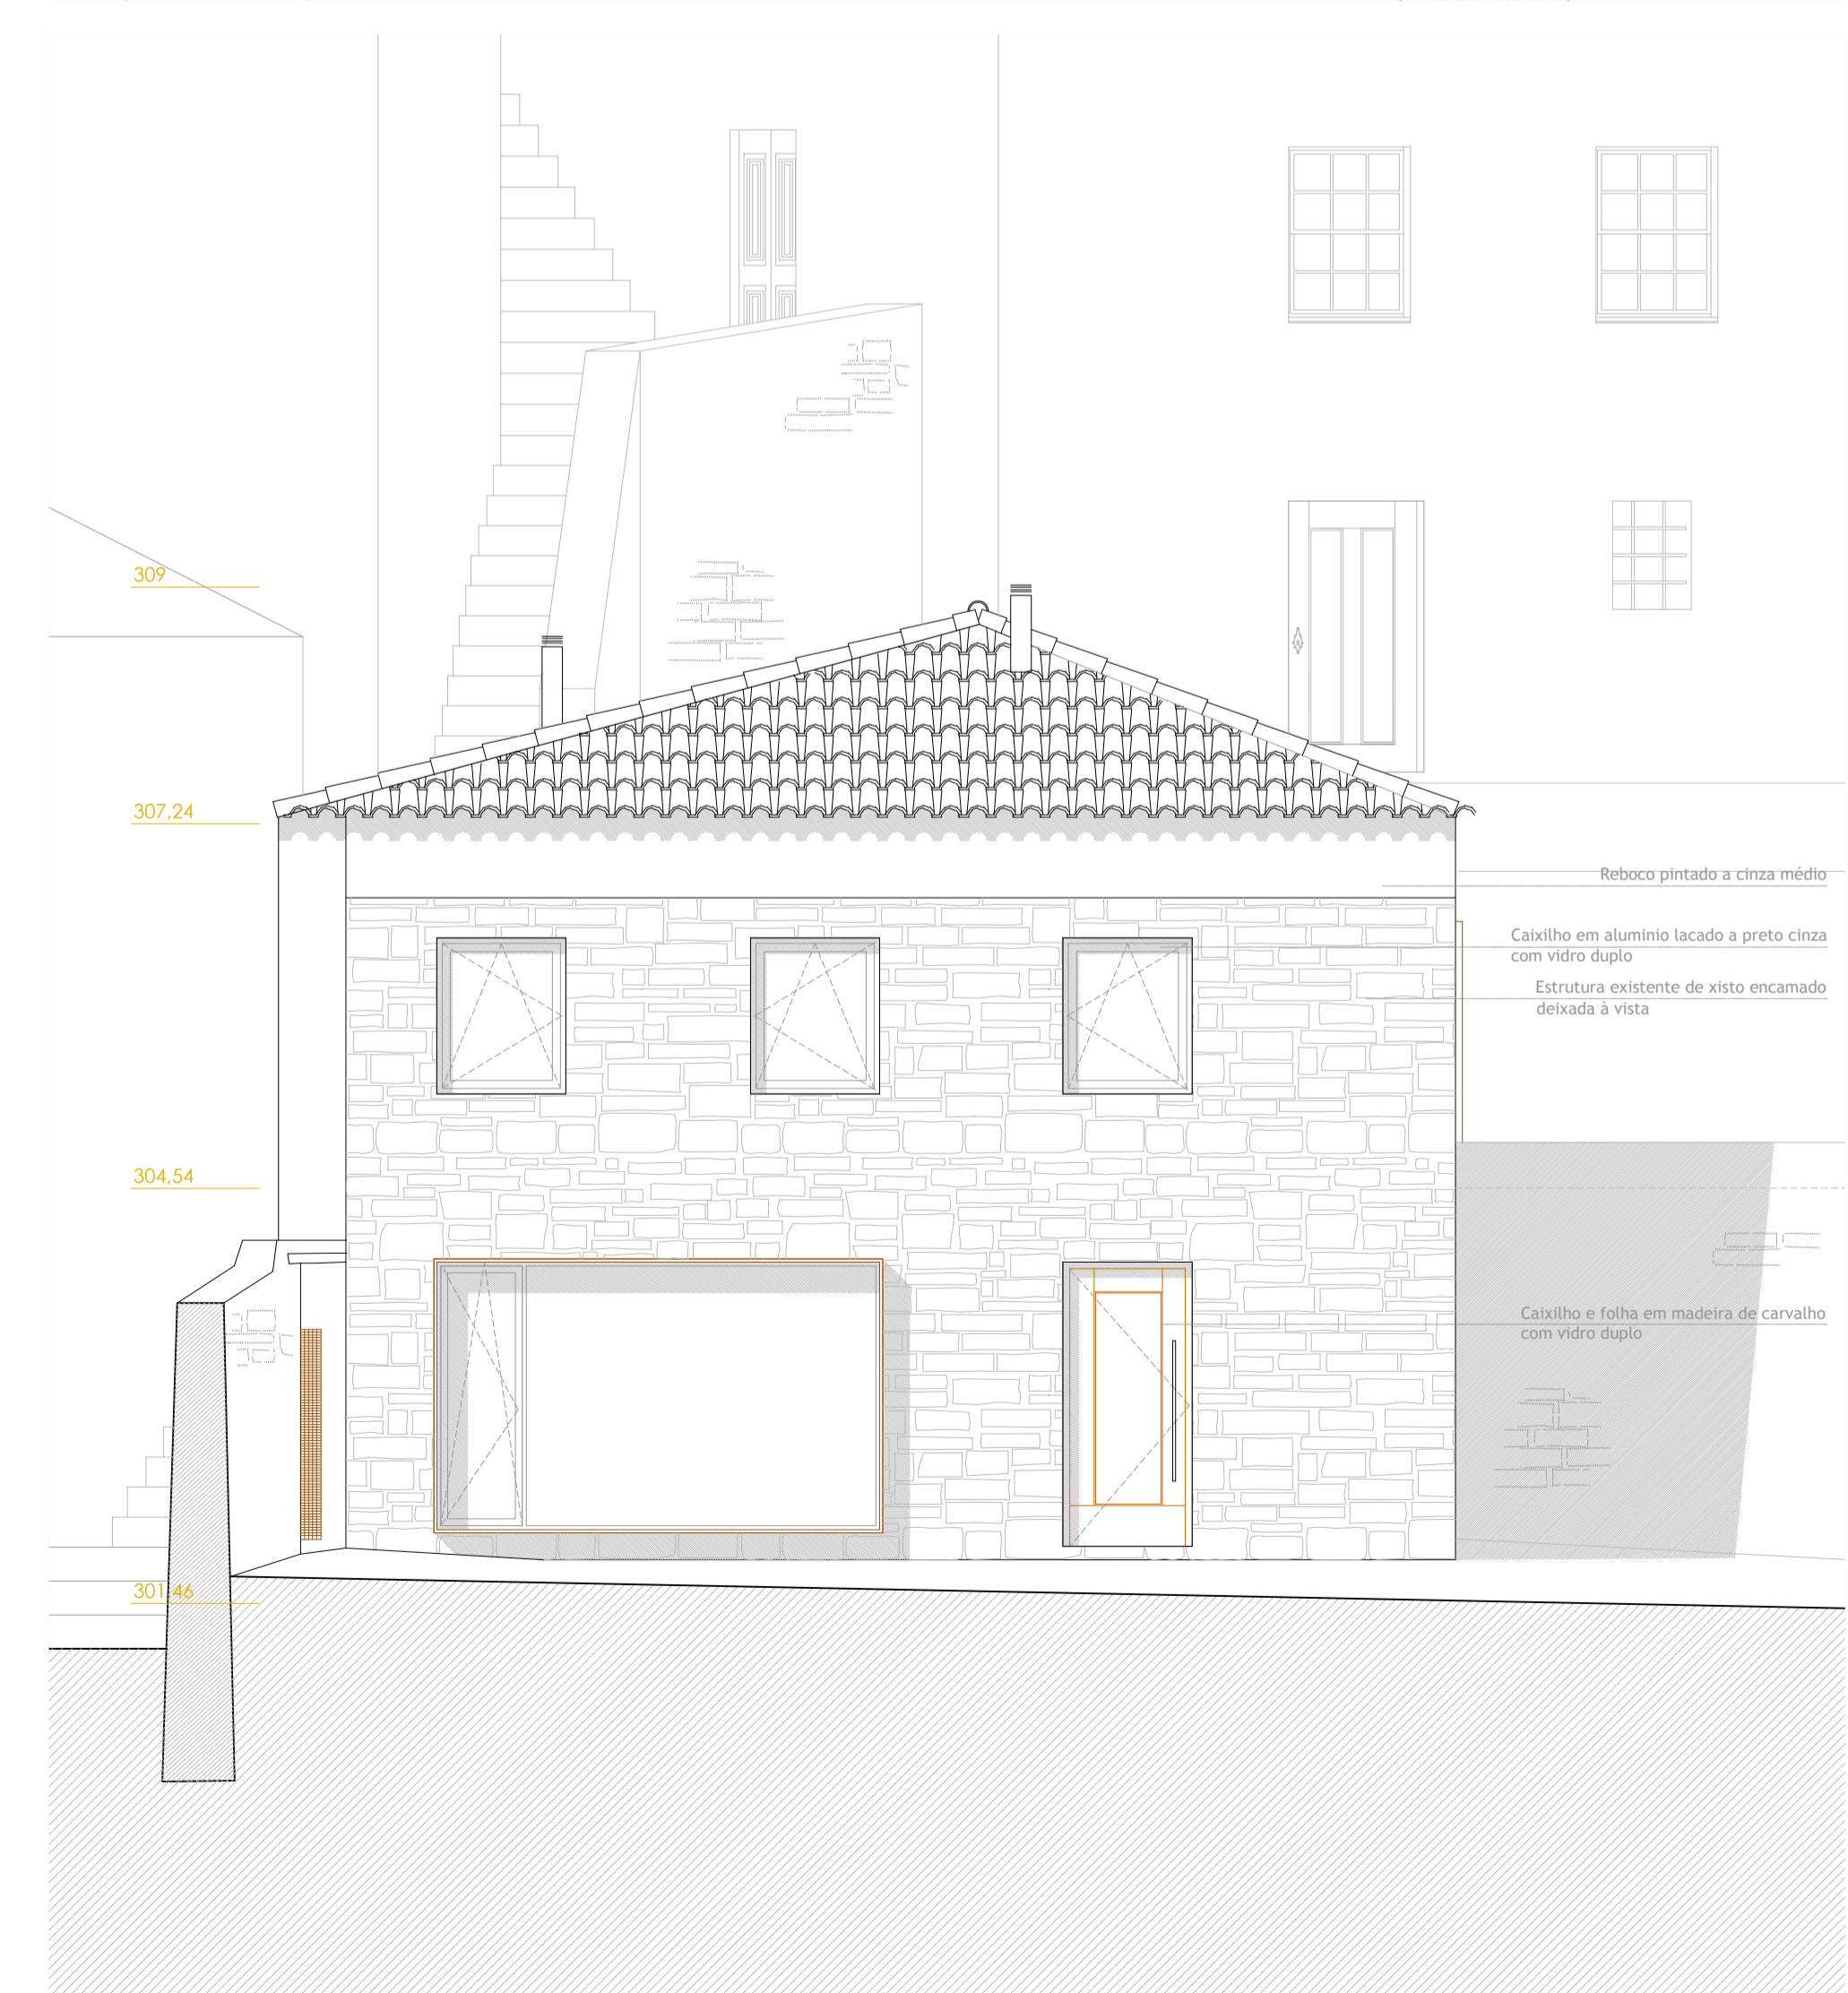 309
307,24
Reboco pintado a cinza médio
Caixilho em aluminio lacado a preto cinza
com vidro duplo
Estrutura existente de xisto encamado
deixada à vista
304,54
Caixilho e folha em madeira de carvalho
com vidro duplo
301,46